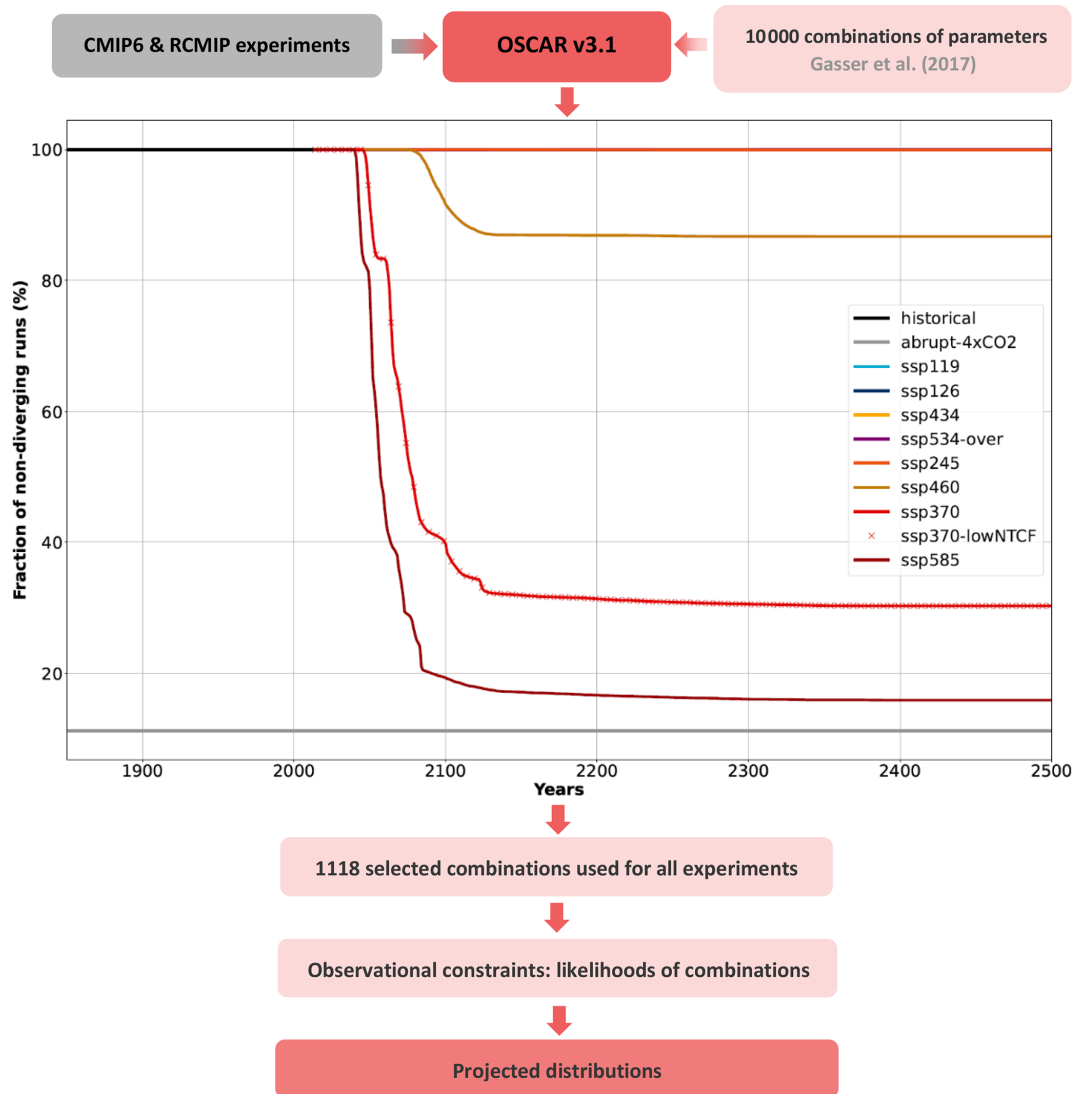 CMIP6 & RCMIP experiments
OSCAR v3.1
10000 combinations of parameters
Gasser et al. (2017)
Fraction of non-diverging runs (%)
100
80
60
40
20
historical
abrupt-4xCO2
ssp119
ssp126
ssp434
ssp534-over
ssp245
ssp460
ssp370
ssp370-lowNTCF
ssp585
1900 2000 2100 2200 2300 2400 2500
Years
1118 selected combinations used for all experiments
Observational constraints: likelihoods of combinations
Projected distributions